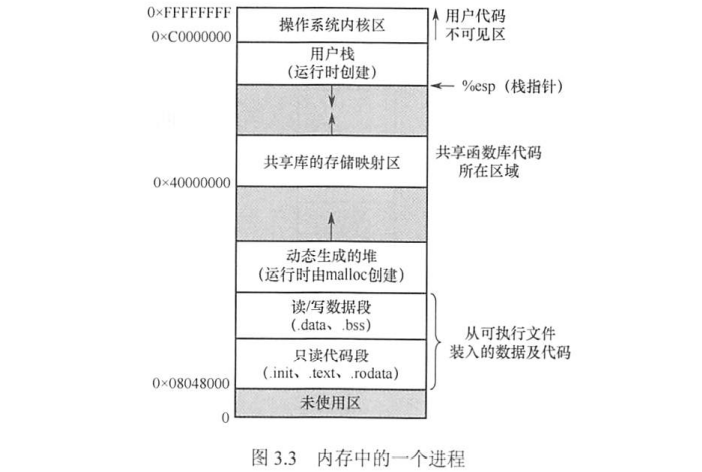 0×FFFFFFFF
操作系统内核区
用户代码
不可见区
0×C0000000
用户栈
(运行时创建)
%esp（栈指针）
共享库的存储映射区
共享函数库代码
所在区域
0×40000000
动态生成的堆
(运行时由malloc创建)
读/写数据段
(.data、.bss)
从可执行文件
装入的数据及代码
只读代码段
(.init、.text、.rodata)
0×08048000
未使用区
0
图 3.3 内存中的一个进程